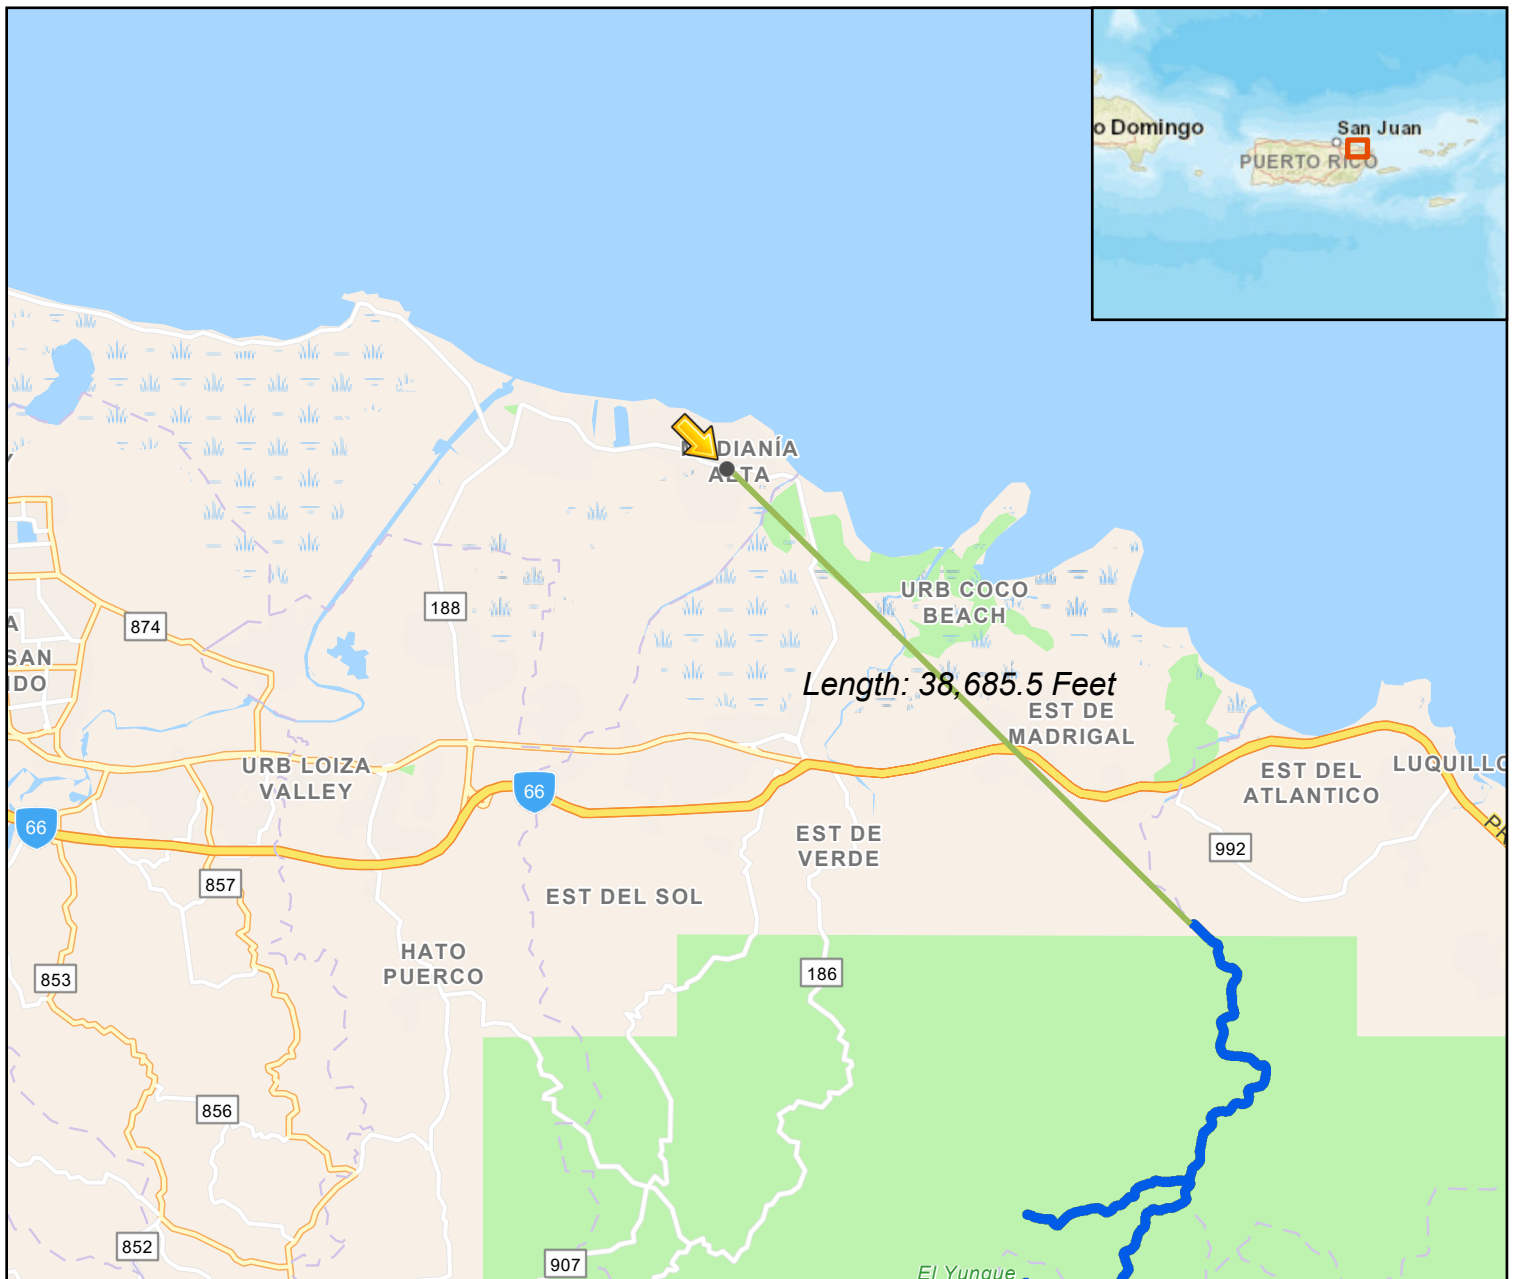 o Domingo
San Juan
PUERTO RICO
DIANÍA
ALTA
188
874
A
SAN
IDO
URB COCO
BEACH
Length: 38,685.5 Feet
EST DE
MADRIGAL
URB LOIZA
VALLEY
66
66
EST DEL
ATLANTICO
LUQUILLO
PR
EST DE
VERDE
992
857
EST DEL SOL
HATO
PUERCO
853
186
856
852
907
El Yunque